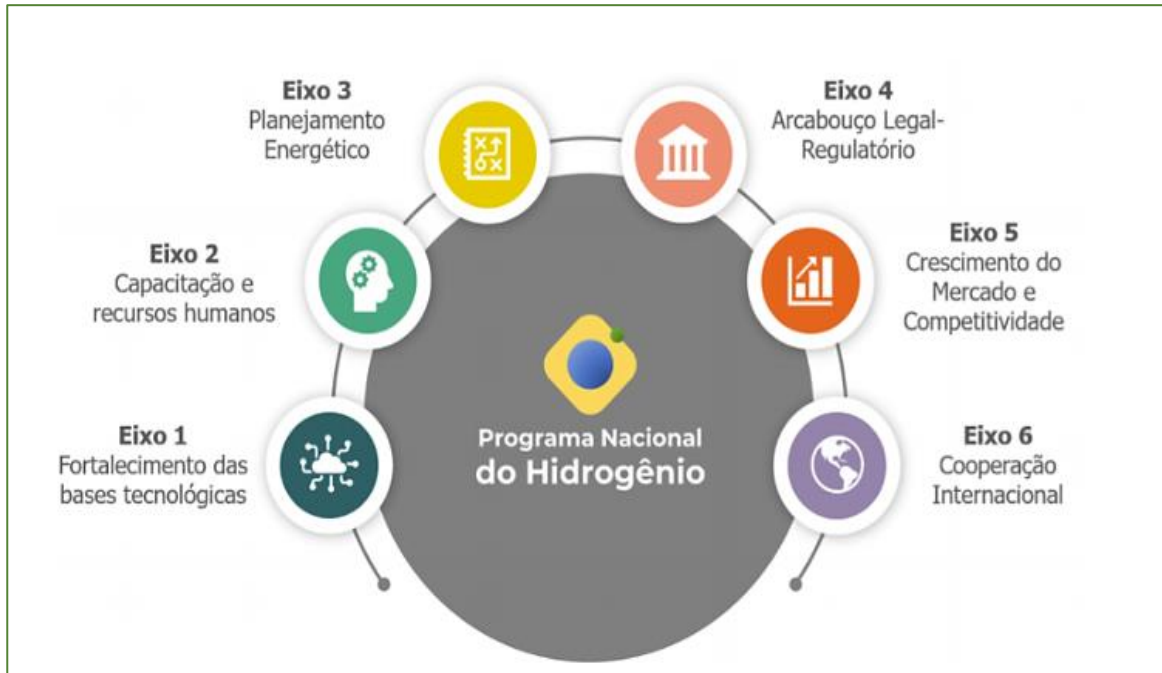 Eixo 3
Planejamento
Energético
Eixo 4
Arcabouço Legal-
Regulatório
Eixo 2
Capacitação e
recursos humanos
Eixo 5
Crescimento do
Mercado e
Competitividade
Eixo 1
Fortalecimento das
bases tecnológicas
Programa Nacional
do Hidrogênio
Eixo 6
Cooperação
Internacional